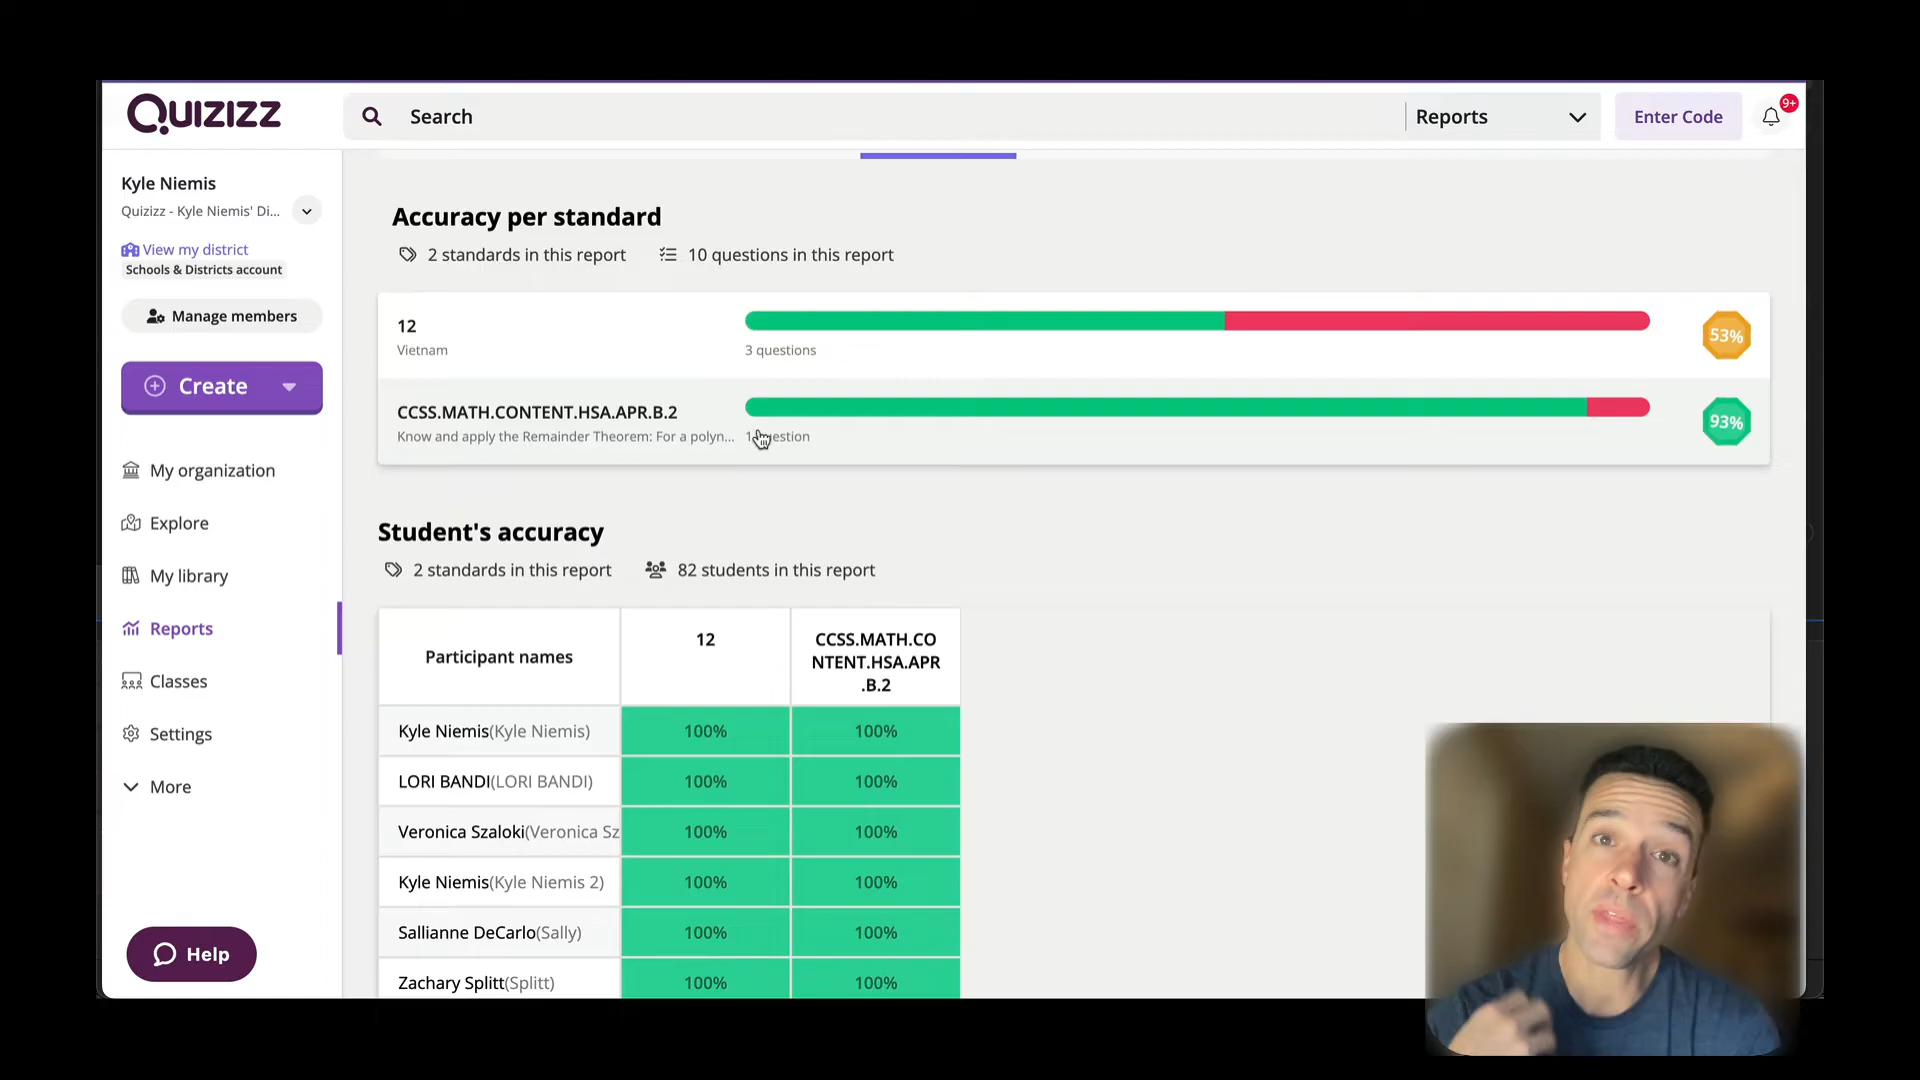 Quizizz
Search
Reports
Enter Code
9+
Kyle Niemis
Quizizz - Kyle Niemis' Di...
View my district
Schools & Districts account
Manage members
Create
My organization
Explore
My library
Reports
Classes
Settings
More
Help
Accuracy per standard
2 standards in this report
10 questions in this report
12
Vietnam
3 questions
53%
CCSS.MATH.CONTENT.HSA.APR.B.2
Know and apply the Remainder Theorem: For a polyn...
1 question
93%
Student's accuracy
2 standards in this report
82 students in this report
Participant names
12
CCSS.MATH.CO
NTENT.HSA.APR
.B.2
Kyle Niemis(Kyle Niemis) 100% 100%
LORI BANDI(LORI BANDI) 100% 100%
Veronica Szaloki(Veronica Sz 100% 100%
Kyle Niemis(Kyle Niemis 2) 100% 100%
Sallianne DeCarlo(Sally) 100% 100%
Zachary Splitt(Splitt) 100% 100%